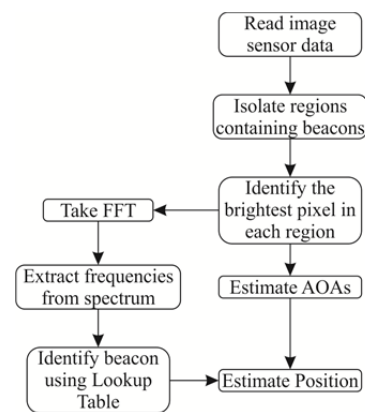 Read image
sensor data
Isolate regions
containing beacons
Identify the
brightest pixel in
each region
Take FFT
Extract frequencies
from spectrum
Estimate AOAs
Identify beacon
using Lookup
Table
Estimate Position